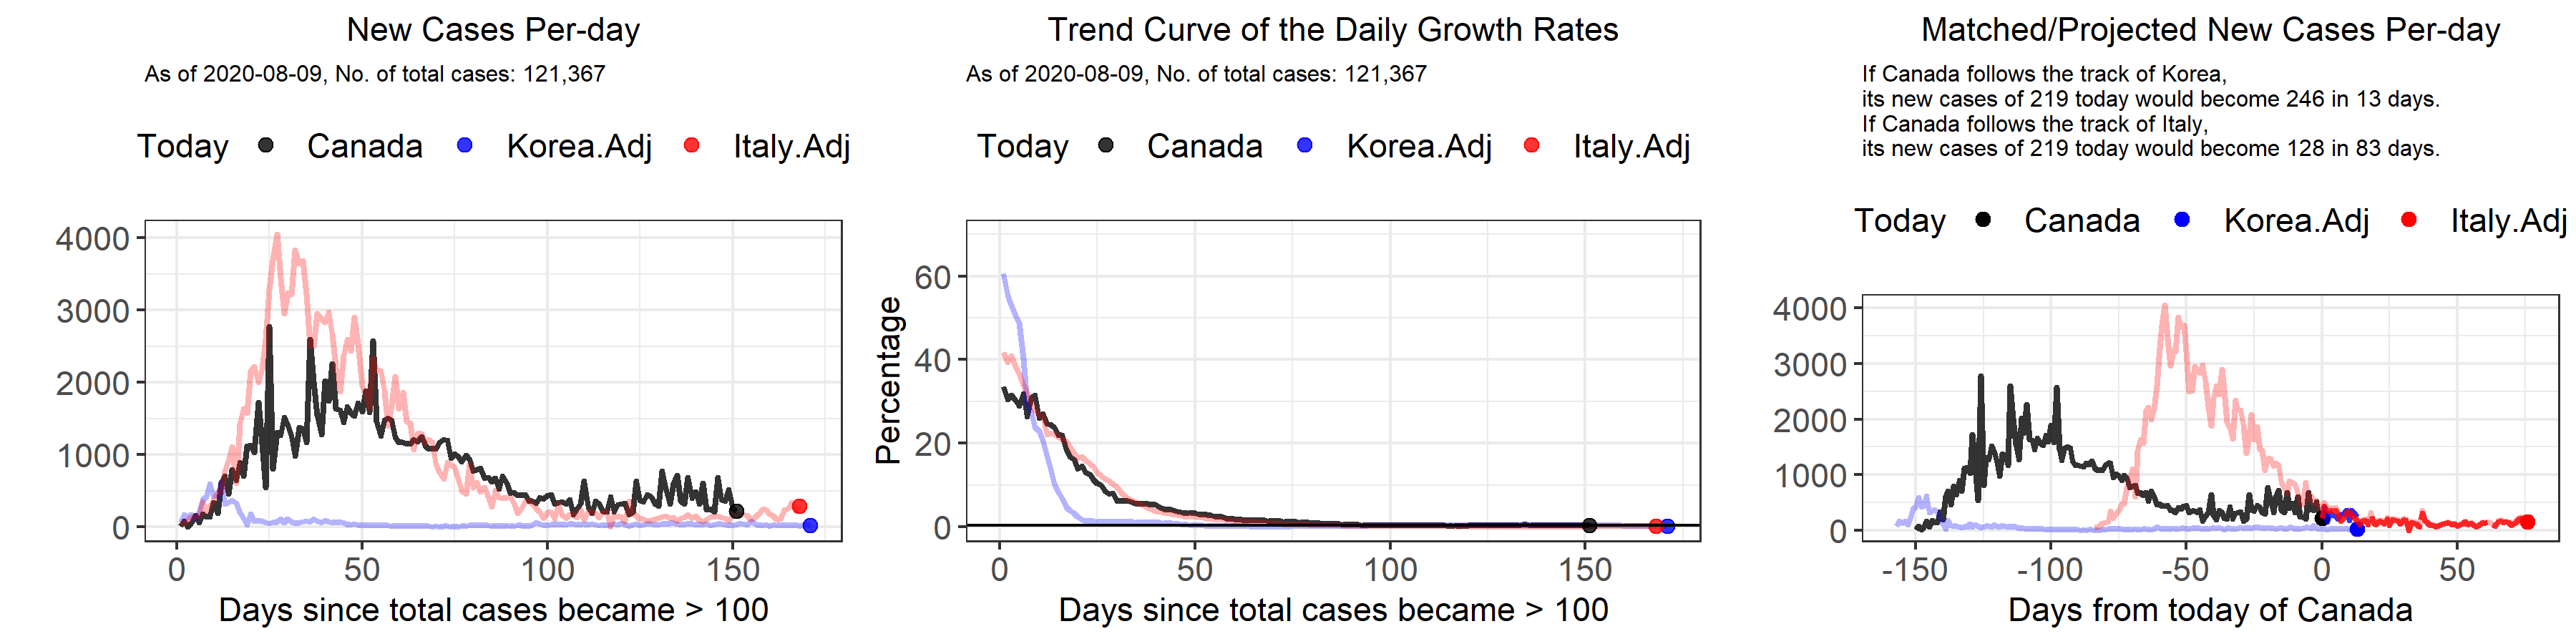 New Cases Per-day
As of 2020-08-09, No. of total cases: 121,367
Today Canada Korea.Adj Italy.Adj
4000
3000
2000
1000
0
0 50 100 150
Days since total cases became > 100
Trend Curve of the Daily Growth Rates
As of 2020-08-09, No. of total cases: 121,367
Today Canada Korea.Adj Italy.Adj
Percentage
60
40
20
0
0 50 100 150
Days since total cases became > 100
Matched/Projected New Cases Per-day
If Canada follows the track of Korea,
its new cases of 219 today would become 246 in 13 days.
If Canada follows the track of Italy,
its new cases of 219 today would become 128 in 83 days.
Today Canada Korea.Adj Italy.Adj
4000
3000
2000
1000
0
-150 -100 -50 0 50
Days from today of Canada